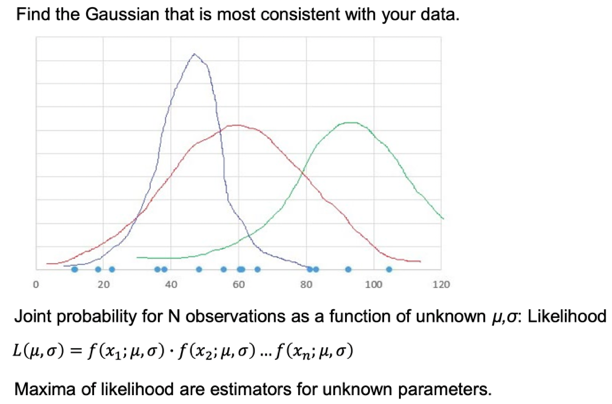 Find the Gaussian that is most consistent with your data.
0 20 40 60 80 100 120
Joint probability for N observations as a function of unknown μ,σ: Likelihood
L(μ,σ) = f(x₁; μ, σ) · f(x₂; μ, σ) ... f(xₙ; μ, σ)
Maxima of likelihood are estimators for unknown parameters.